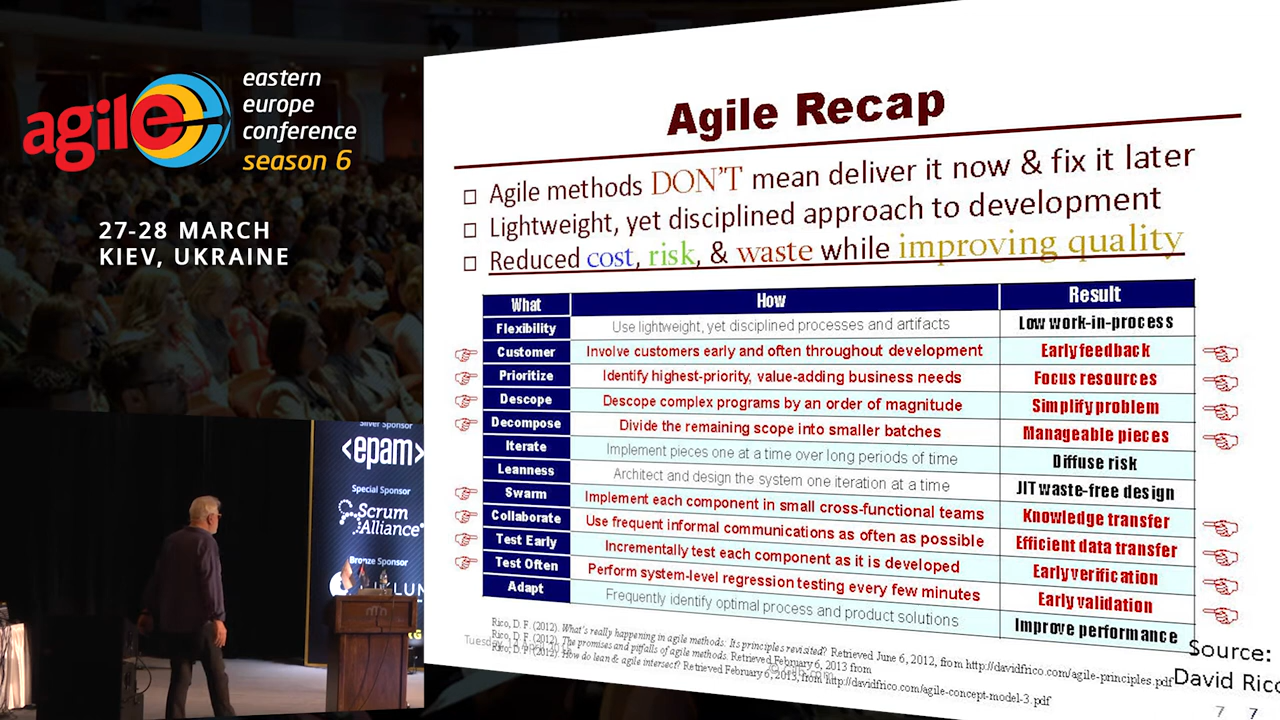 agilee
eastern
europe
conference
season 6
27-28 MARCH
KIEV, UKRAINE
Silver Sponsor
<epam>
Special Sponsor
Scrum
Alliance
Bronze Sponsor
LUN
Agile Recap
Agile methods DON'T mean deliver it now & fix it later
Lightweight, yet disciplined approach to development
Reduced cost, risk, & waste while improving quality
What How Result
Flexibility Use lightweight, yet disciplined processes and artifacts Low work-in-process
Customer Involve customers early and often throughout development Early feedback
Prioritize Identify highest-priority, value-adding business needs Focus resources
Descope Descope complex programs by an order of magnitude Simplify problem
Decompose Divide the remaining scope into smaller batches Manageable pieces
Iterate Implement pieces one at a time over long periods of time Diffuse risk
Leanness Architect and design the system one iteration at a time JIT waste-free design
Swarm Implement each component in small cross-functional teams Knowledge transfer
Collaborate Use frequent informal communications as often as possible Efficient data transfer
Test Early Incrementally test each component as it is developed Early verification
Test Often Perform system-level regression testing every few minutes Early validation
Adapt Frequently identify optimal process and product solutions Improve performance
Rico, D. F. (2012). What's really happening in agile methods: Its principles revisited? Retrieved June 6, 2012, from http://davidfrico.com/agile-principles.pdf
Rico, D. F. (2012). The promises and pitfalls of agile methods. Retrieved February 6, 2013 from
Rico, D. F. (2012). How do lean & agile intersect? Retrieved February 6, 2013, from http://davidfrico.com/agile-concept-model-3.pdf
Tuesday
Source:
David Rico
7 7